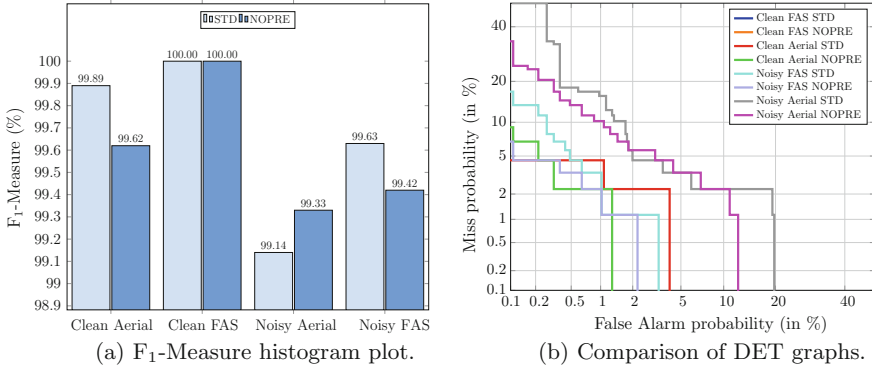 STD NOPRE
F1-Measure (%)
100
99.9
99.8
99.6
99.5
99.4
99.3
99.2
99
98.9
99.89
99.62
100.00 100.00
99.14
99.33
99.63
99.42
Clean Aerial Clean FAS Noisy Aerial Noisy FAS
(a) F1-Measure histogram plot.
Miss probability (in %)
40
20
10
5
2
1
0.5
0.2
0.1
Clean FAS STD
Clean FAS NOPRE
Clean Aerial STD
Clean Aerial NOPRE
Noisy FAS STD
Noisy FAS NOPRE
Noisy Aerial STD
Noisy Aerial NOPRE
0.1 0.2 0.5 1 2 5 10 20 40
False Alarm probability (in %)
(b) Comparison of DET graphs.